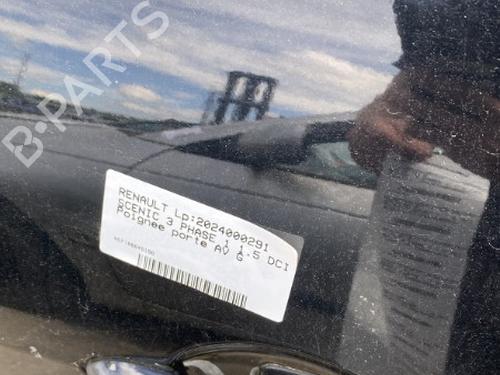 B-PARTS
RENAULT Lp:2024000291
SCENIC 3 PHASE 1 1.5 DCI
Poignee porte AV G